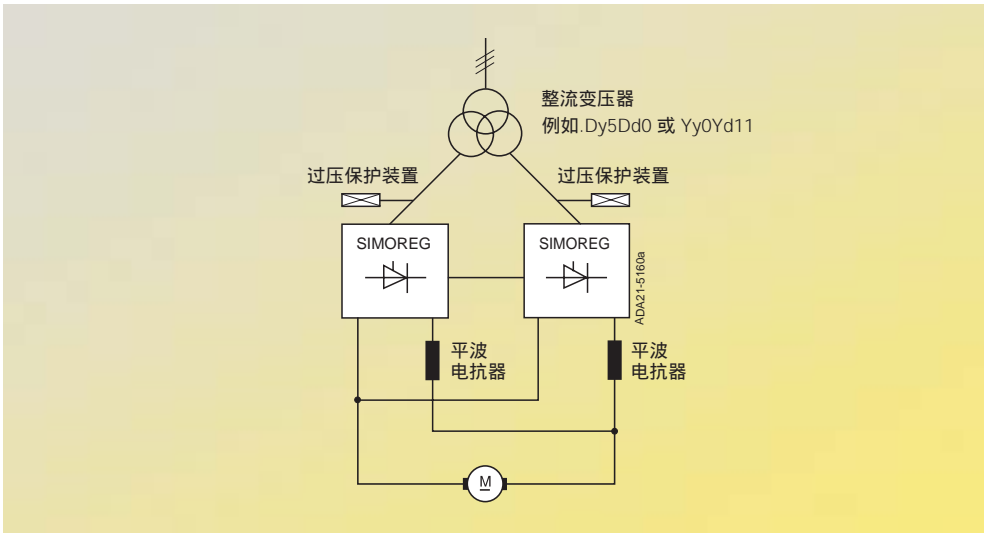 整流变压器
例如.Dy5Dd0 或 Yy0Yd11
过压保护装置
过压保护装置
SIMOREG
SIMOREG
ADA21-5160a
平波
电抗器
平波
电抗器
M